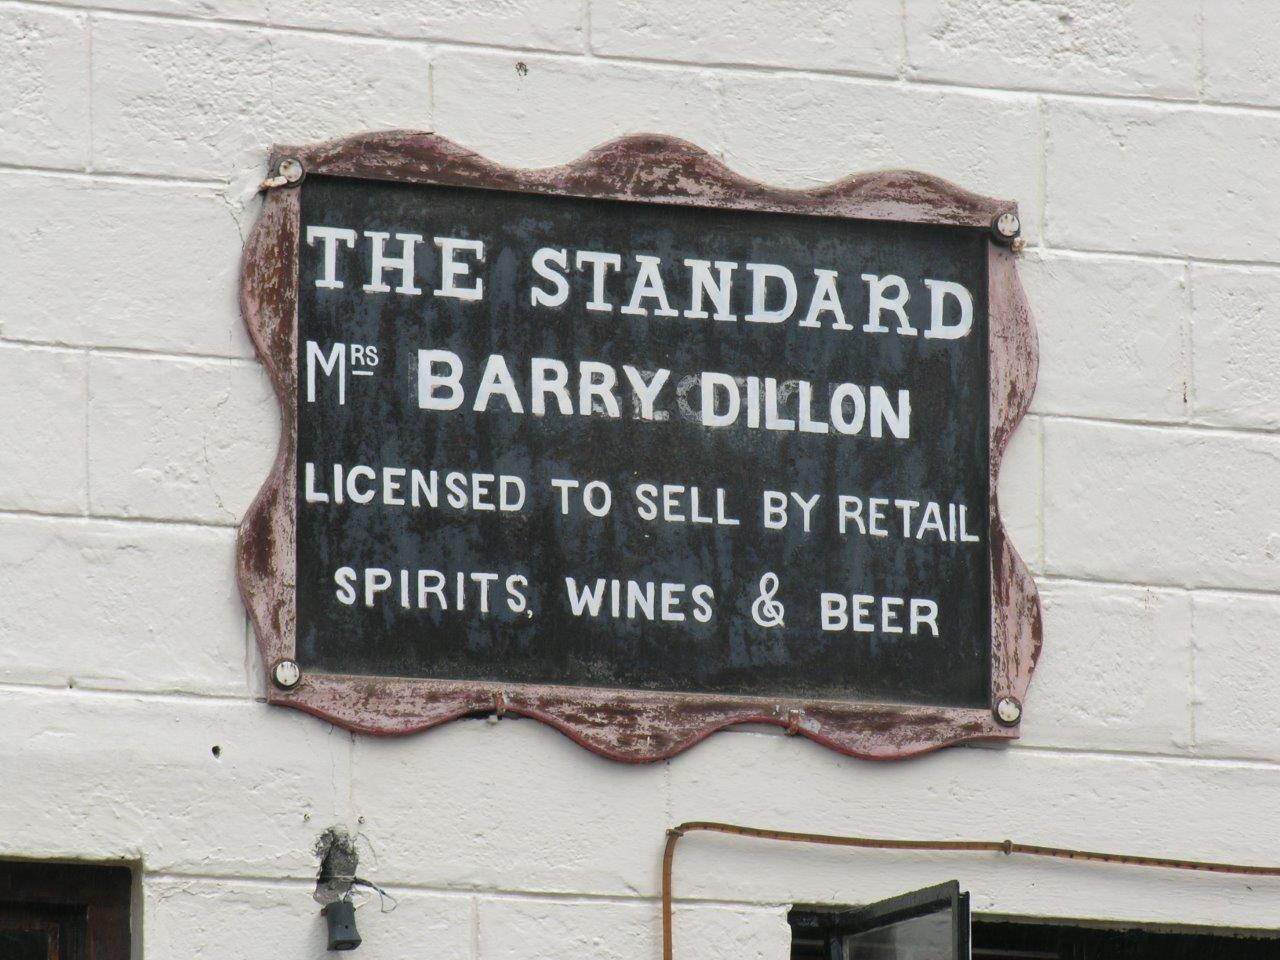 THE STANDARD
MRS BARRY DILLON
LICENSED TO SELL BY RETAIL
SPIRITS, WINES & BEER